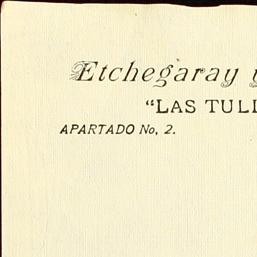 Etchegaray y
"LAS TULI
APARTADO No, 2.